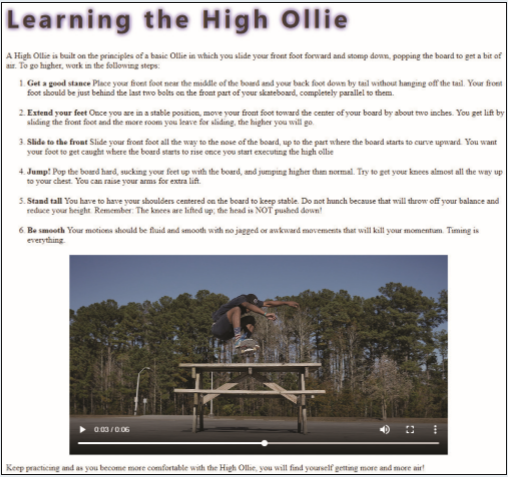 Learning the High Ollie
A High Ollie is built on the principles of a basic Ollie in which you slide your front foot forward and stomp down, popping the board to get a bit of
air. To go higher, work in the following steps:
1. Get a good stance Place your front foot near the middle of the board and your back foot down by tail without hanging off the tail. Your front
foot should be just behind the last two bolts on the front part of your skateboard, completely parallel to them.
2. Extend your feet Once you are in a stable position, move your front foot toward the center of your board by about two inches. You get lift by
sliding the front foot and the more room you leave for sliding, the higher you will go.
3. Slide to the front Slide your front foot all the way to the nose of the board, up to the part where the board starts to curve upward. You want
your foot to get caught where the board starts to rise once you start executing the high ollie
4. Jump! Pop the board hard, sucking your feet up with the board, and jumping higher than normal. Try to get your knees almost all the way up
to your chest. You can raise your arms for extra lift.
5. Stand tall You have to have your shoulders centered on the board to keep stable. Do not hunch because that will throw off your balance and
reduce your height. Remember: The knees are lifted up, the head is NOT pushed down!
6. Be smooth Your motions should be fluid and smooth with no jagged or awkward movements that will kill your momentum. Timing is
everything.
0:03 / 0:06
Keep practicing and as you become more comfortable with the High Ollie, you will find yourself getting more and more air!